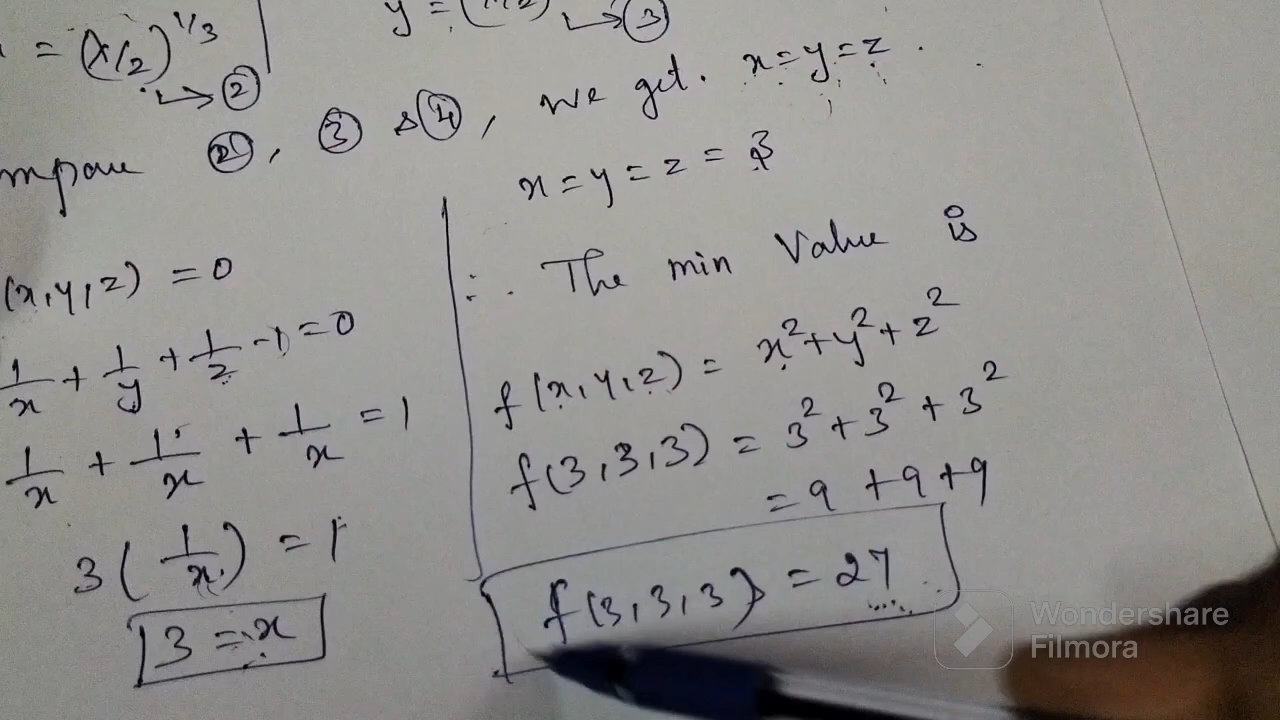 = (λ/2)^1/3
↳ ②
y = (λ/2) ↳ ③
②, ③ & ④, we get. x = y = z .
(x, y, z) = 0
1/x + 1/y + 1/z - 1 = 0
1/x + 1/x + 1/x = 1
3 (1/x) = 1
3 = x
x = y = z = 3
∴ The min Value is
f(x, y, z) = x² + y² + z²
f(3, 3, 3) = 3² + 3² + 3²
= 9 + 9 + 9
f(3, 3, 3) = 27
Wondershare
Filmora